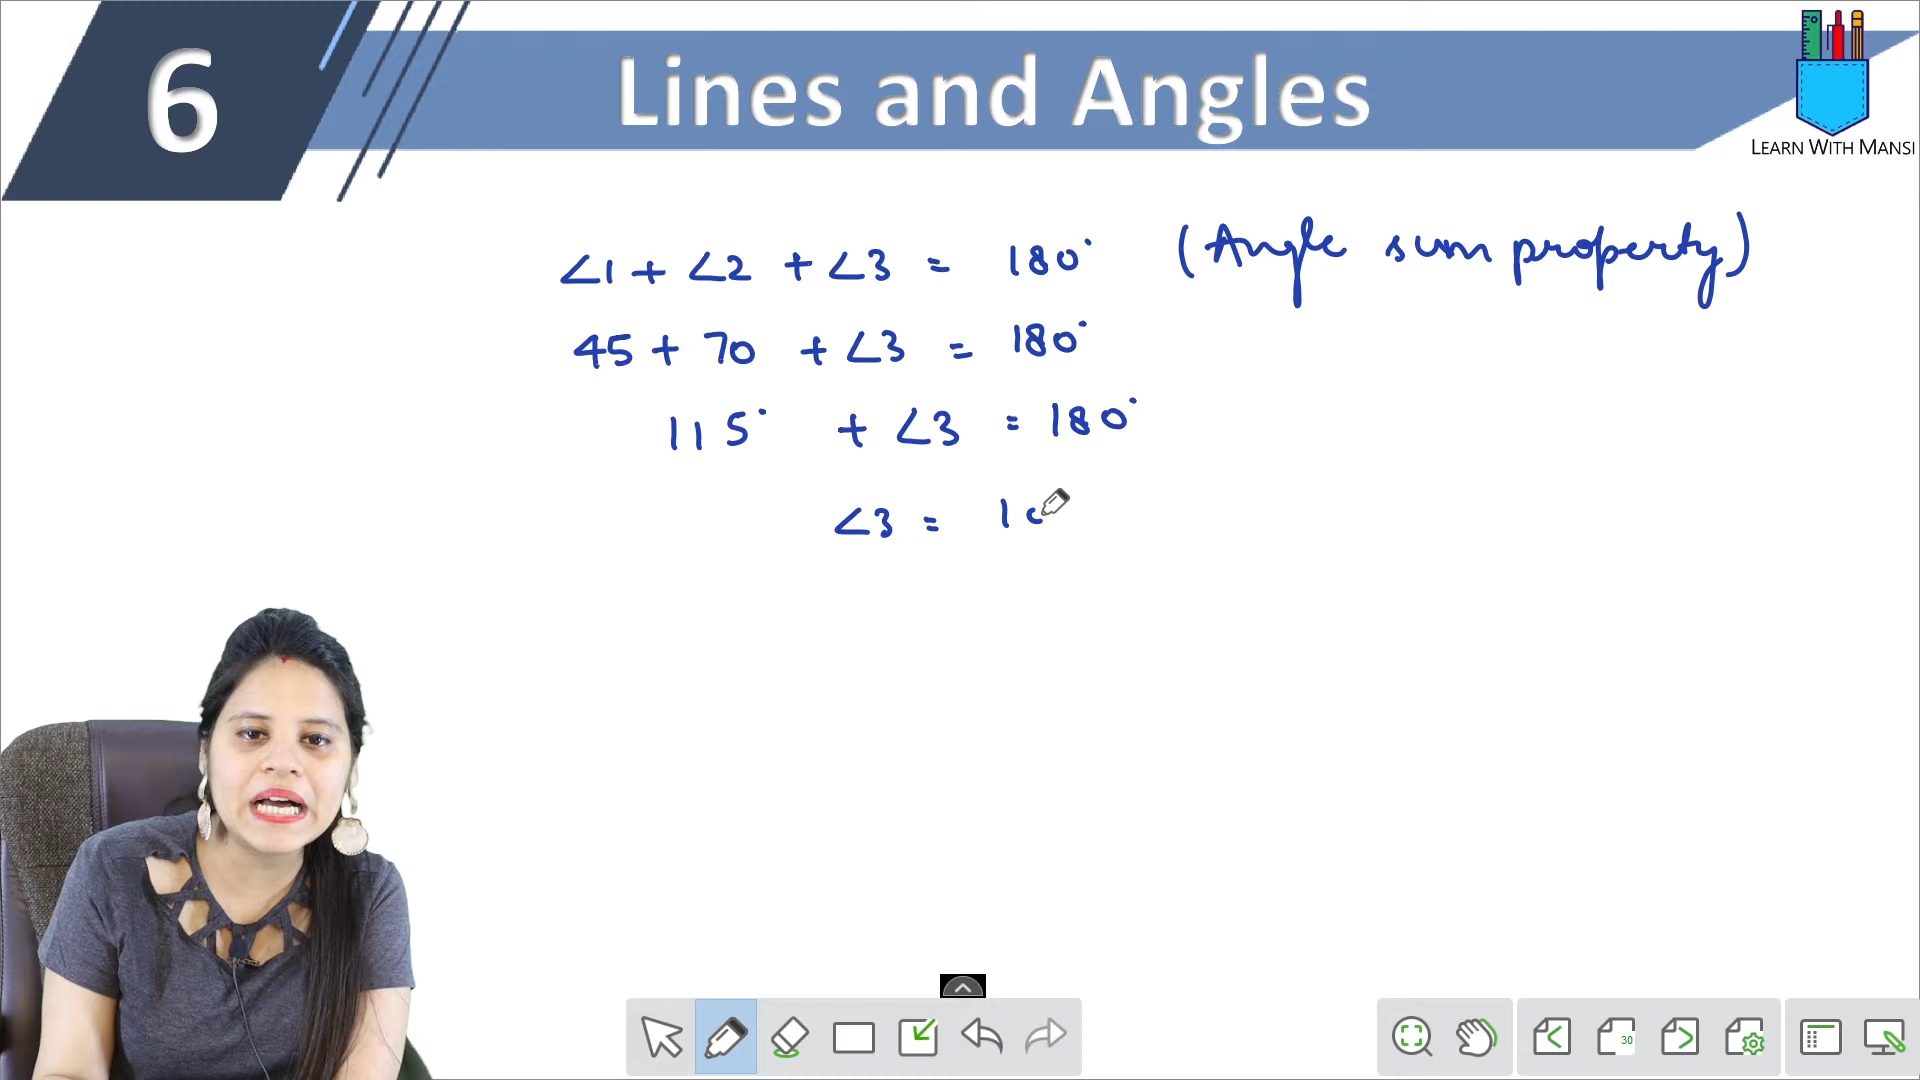 6
Lines and Angles
LEARN WITH MANSI
∠1 + ∠2 + ∠3 = 180° (Angle sum property)
45 + 70 + ∠3 = 180°
115° + ∠3 = 180°
∠3 = 1
30